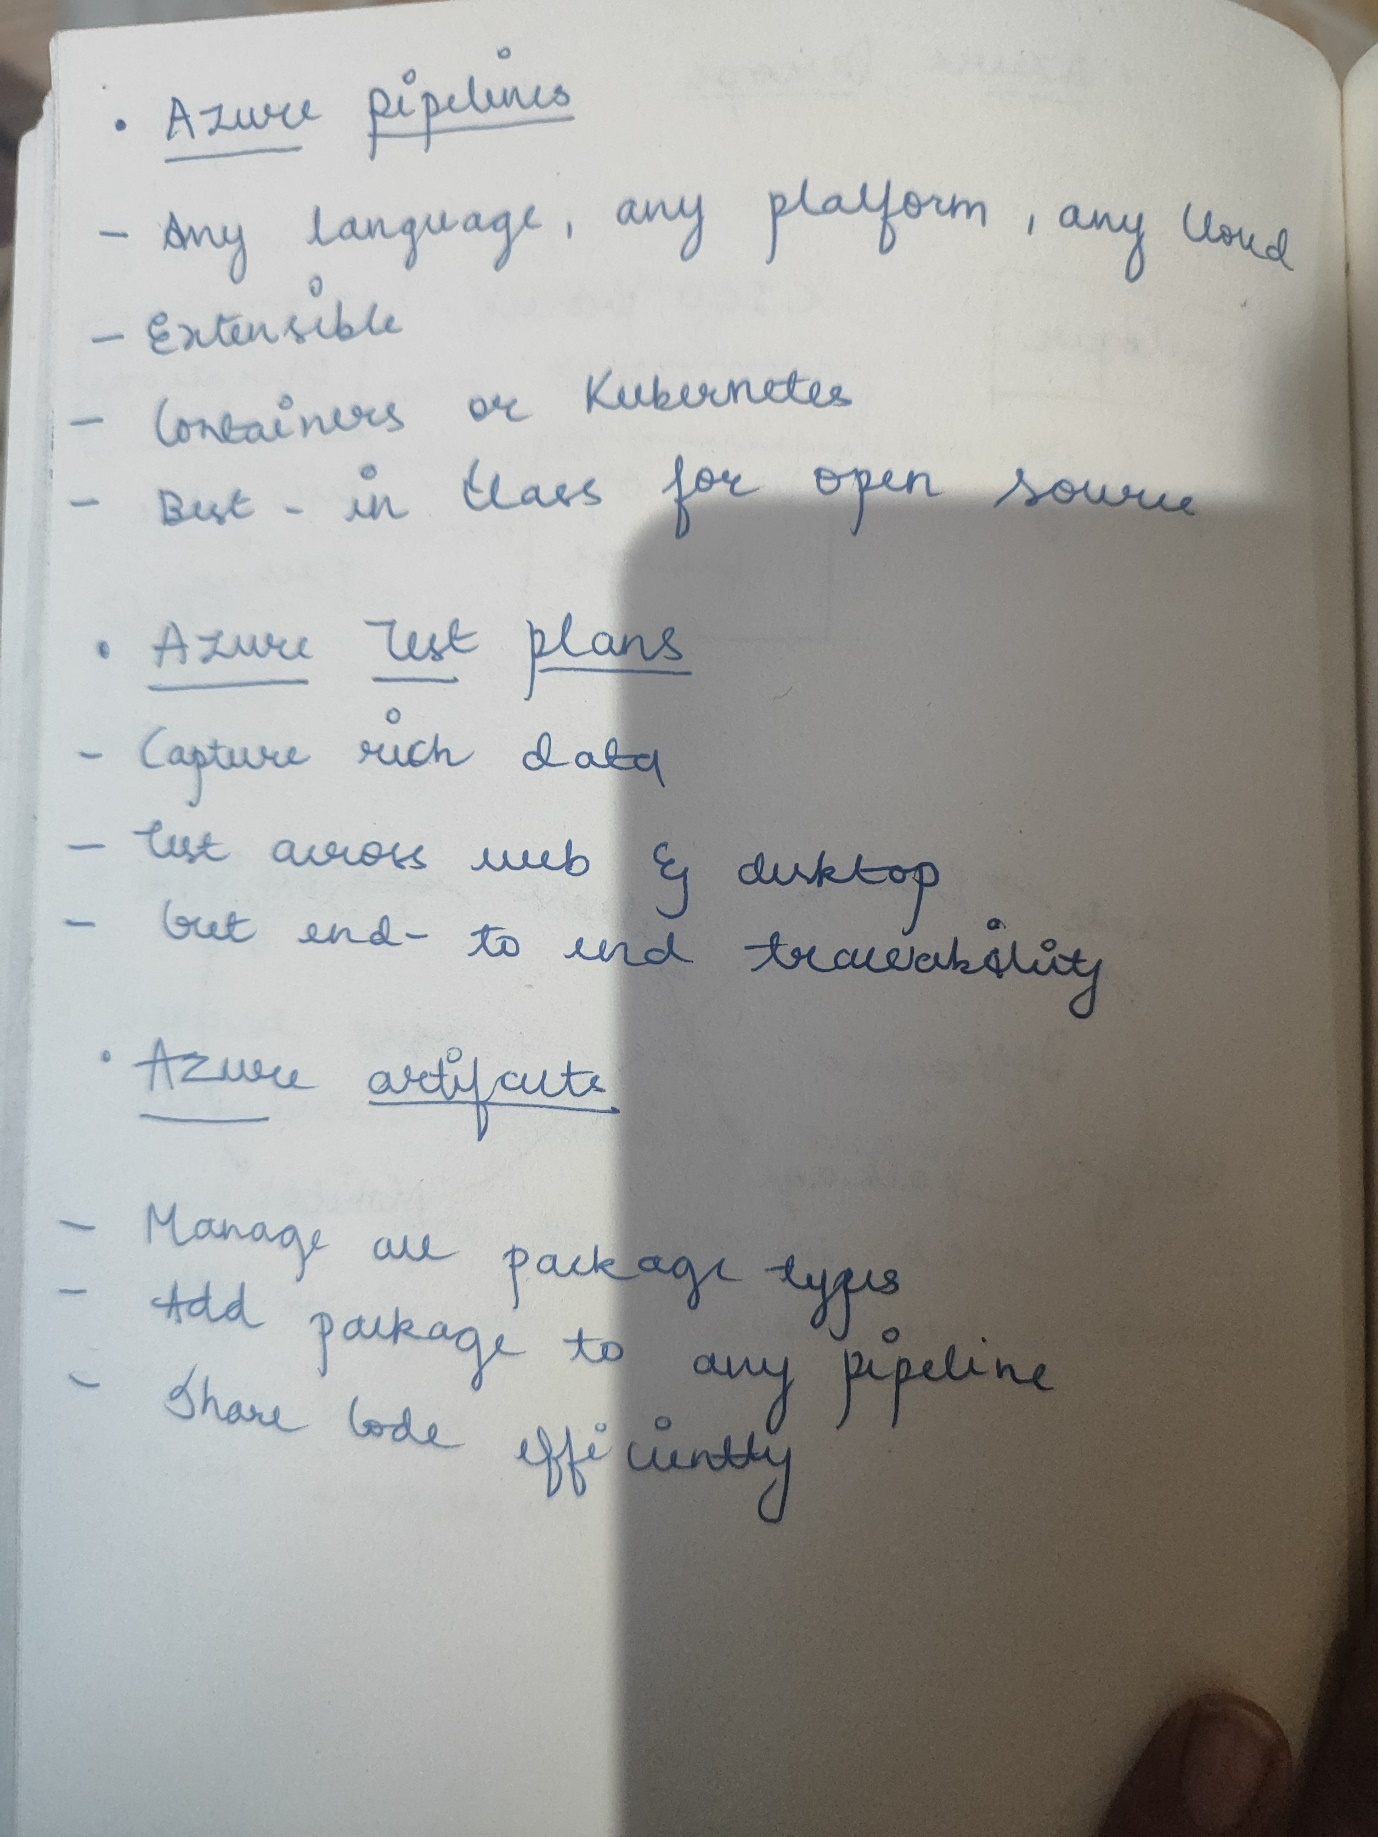 • Azure pipelines
- Any language, any platform, any Cloud
- Extensible
- Containers or Kubernetes
- Best - in Class for open source
• Azure Test plans
- Capture rich data
- Test across web & desktop
- Get end- to end traceability
• Azure artifacts
- Manage all package types
- Add package to any pipeline
- Share Code efficiently